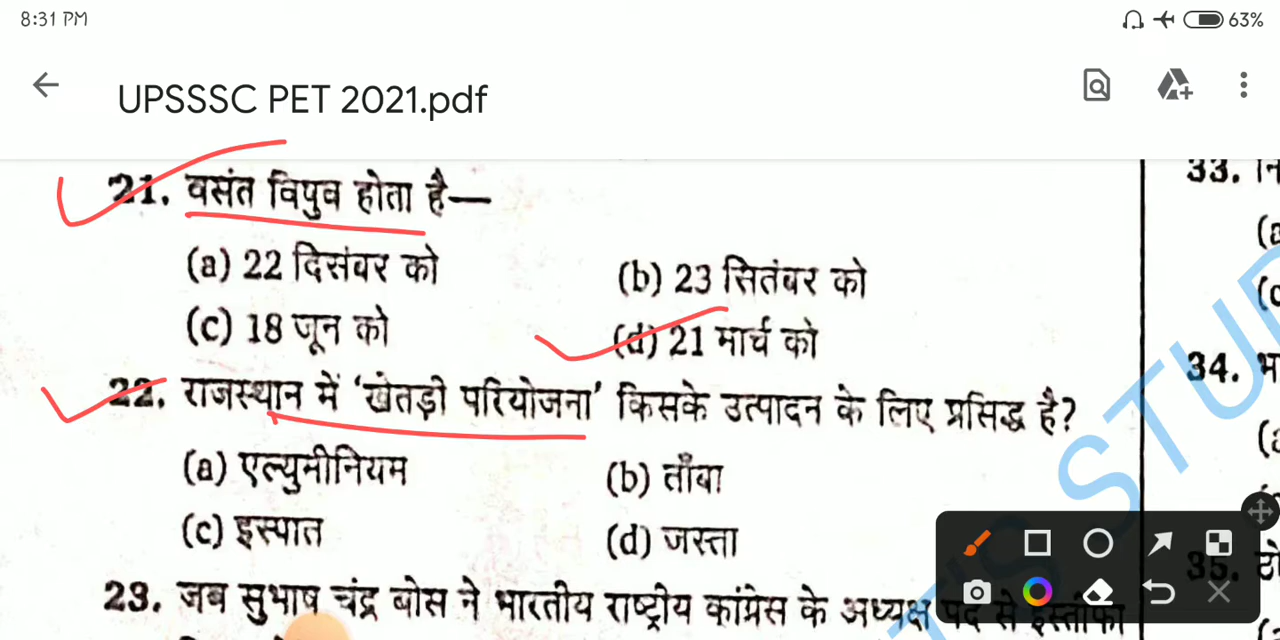 8:31 PM
63%
UPSSSC PET 2021.pdf
21. वसंत विषुव होता है—
(a) 22 दिसंबर को
(b) 23 सितंबर को
(c) 18 जून को
(d) 21 मार्च को
22. राजस्थान में ‘खेतड़ी परियोजना’ किसके उत्पादन के लिए प्रसिद्ध है?
(a) एल्युमीनियम
(b) ताँबा
(c) इस्पात
(d) जस्ता
23. जब सुभाष चंद्र बोस ने भारतीय राष्ट्रीय कांग्रेस के अध्यक्ष पद से इस्तीफा
33.
34.
35.
STUD